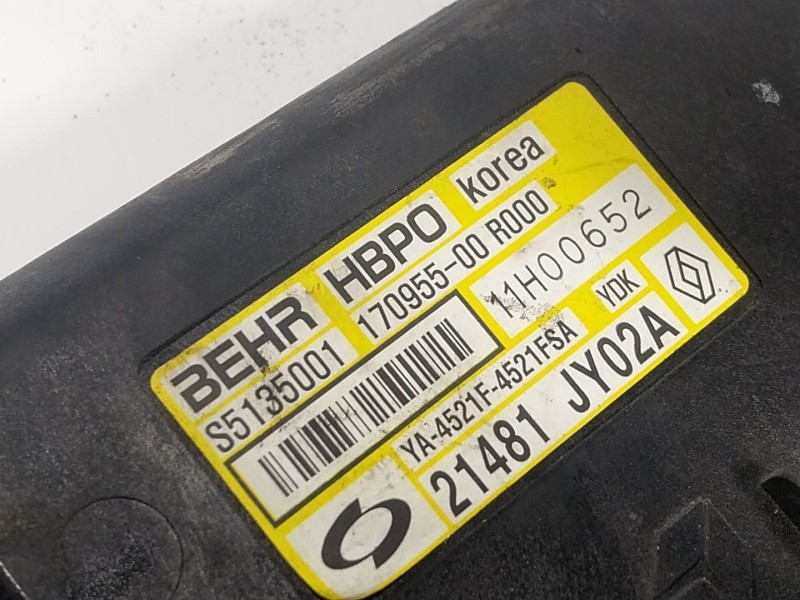 BEHR HBPO korea
S5135001 170955-00 R000
11H00652
YA-4521F-4521FSA YDK
21481 JY02A